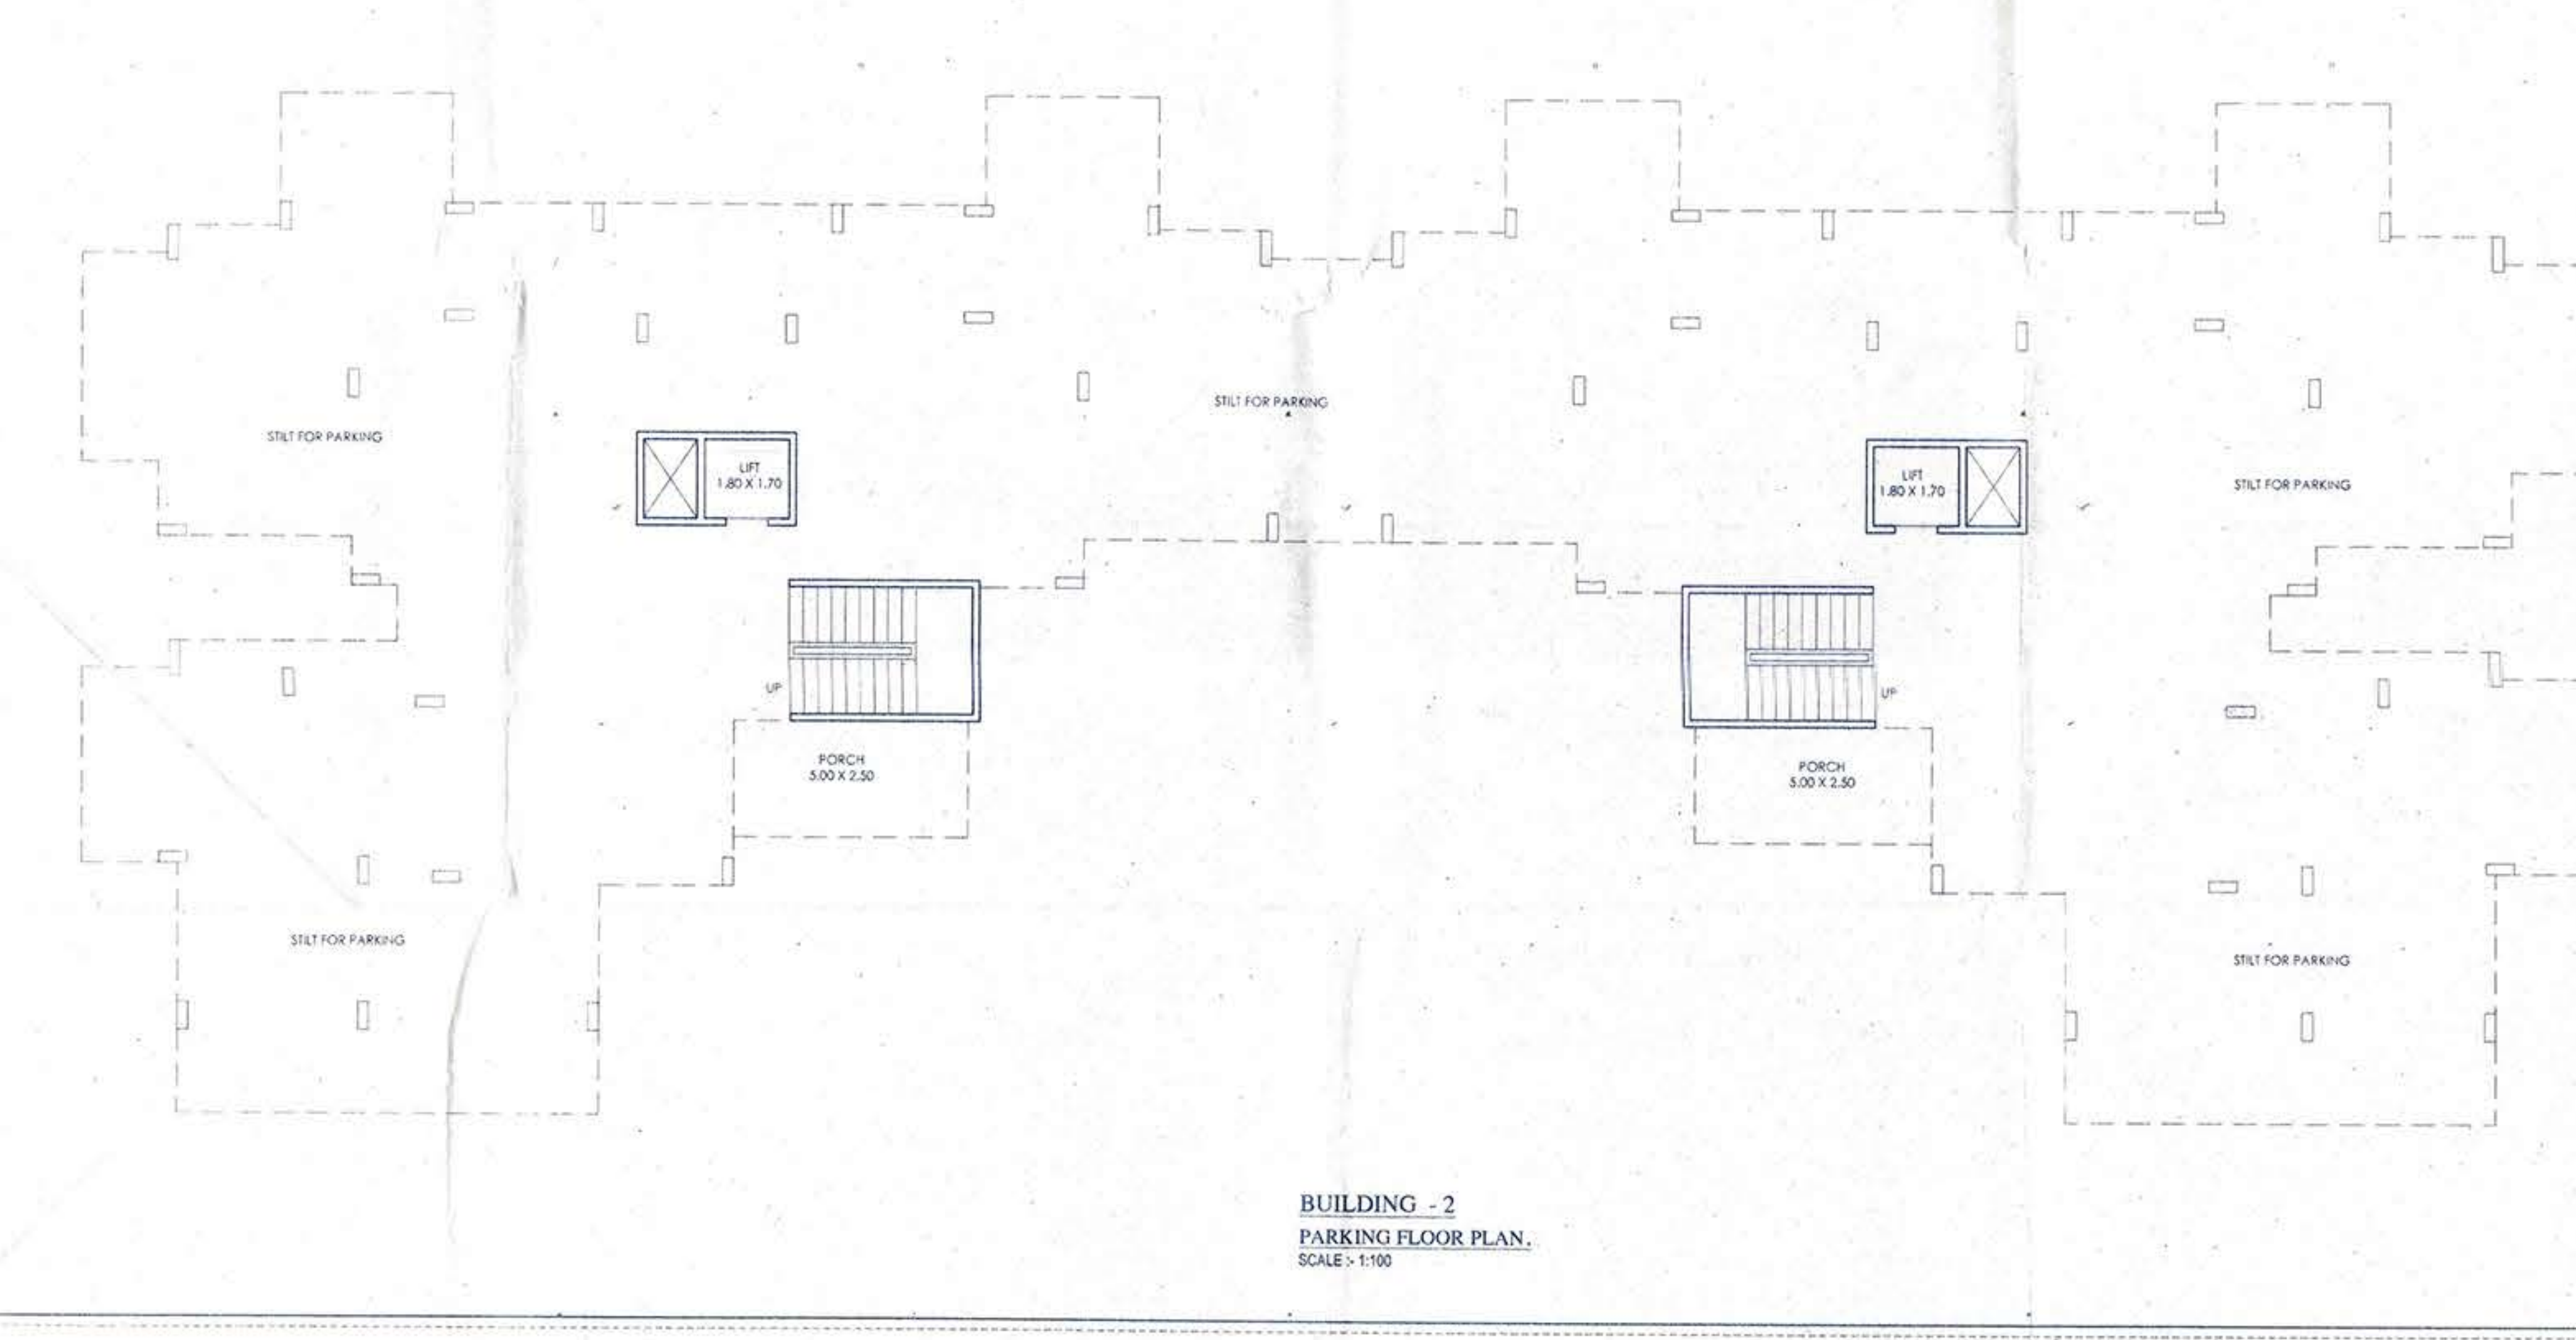 STILT FOR PARKING
STILT FOR PARKING
LIFT
1.80 X 1.70
LIFT
1.80 X 1.70
STILT FOR PARKING
UP
UP
PORCH
5.00 X 2.50
PORCH
5.00 X 2.50
STILT FOR PARKING
STILT FOR PARKING
BUILDING - 2
PARKING FLOOR PLAN.
SCALE :- 1:100